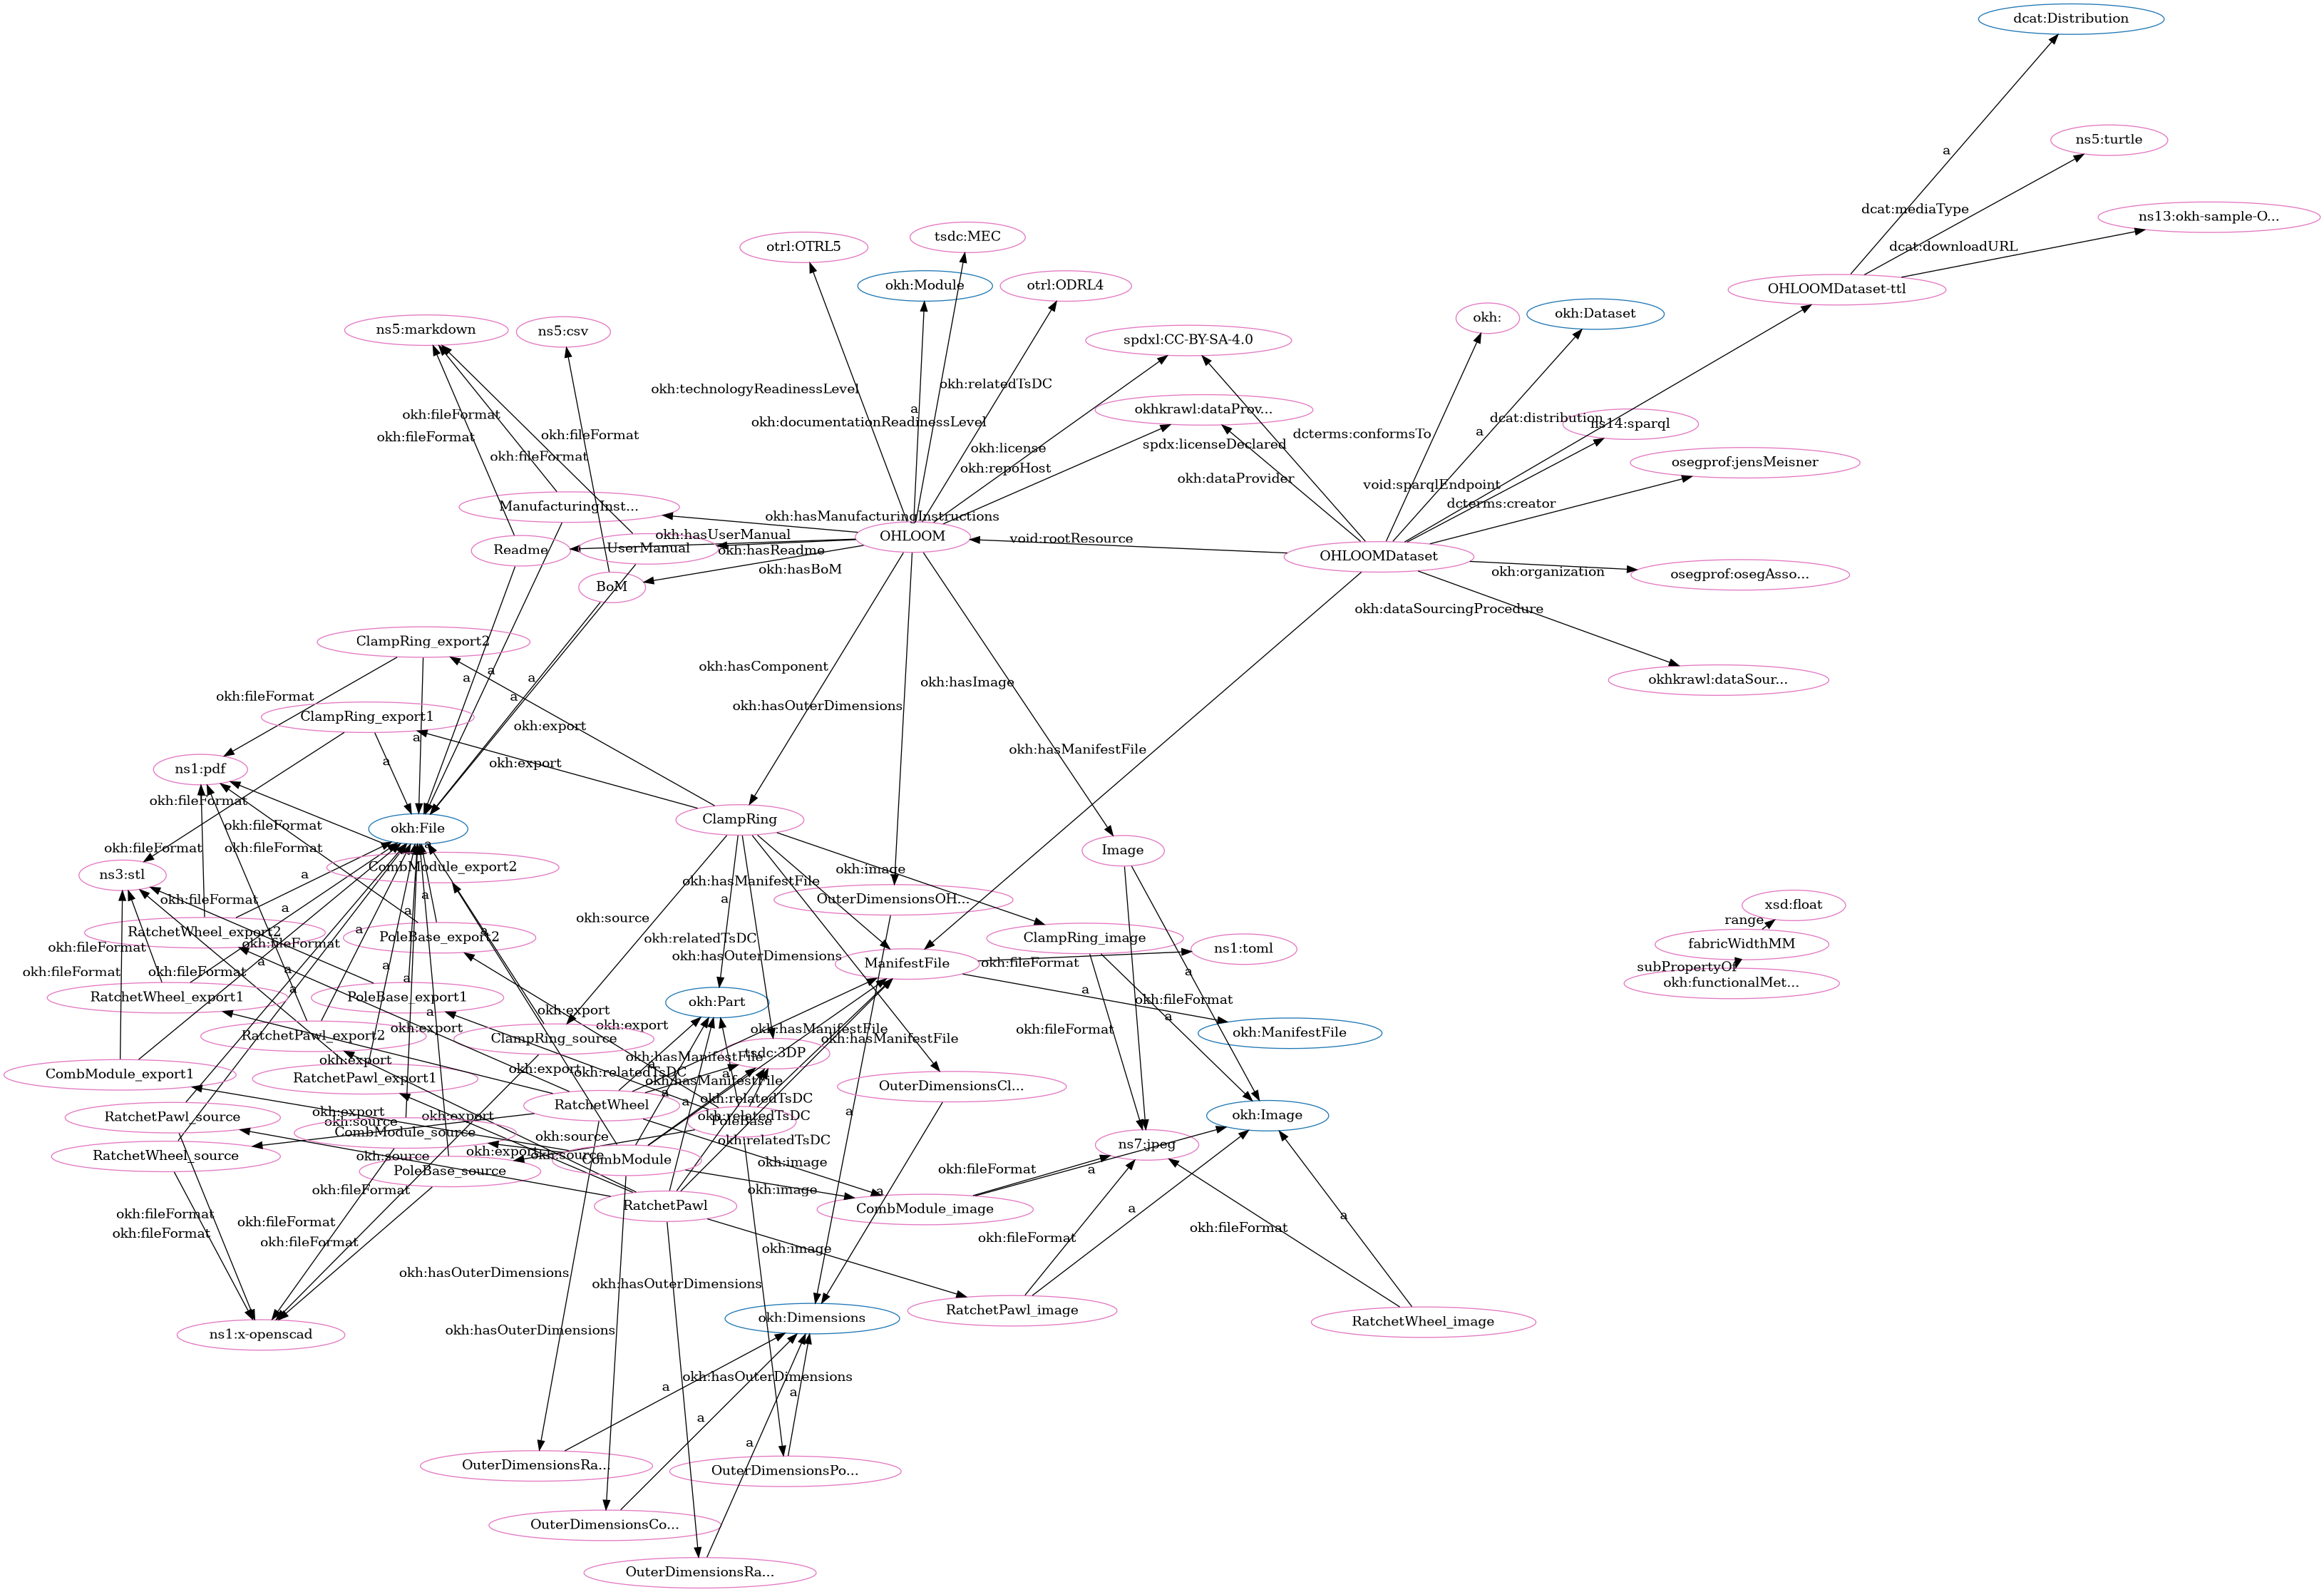 dcat:Distribution
ns5:turtle
a
dcat:mediaType
ns13:okh-sample-O...
otrl:OTRL5
tsdc:MEC
dcat:downloadURL
okh:Module
otrl:ODRL4
OHLOOMDataset-ttl
okh:
okh:Dataset
ns5:markdown
ns5:csv
spdxl:CC-BY-SA-4.0
okh:technologyReadinessLevel
okh:relatedTsDC
a
okhkrawl:dataProv...
okh:fileFormat
okh:fileFormat
okh:fileFormat
okh:fileFormat
okh:documentationReadinessLevel
dcat:distribution
ns14:sparql
dcterms:conformsTo
a
okh:license
spdx:licenseDeclared
okh:repoHost
osegprof:jensMeisner
okh:dataProvider
void:sparqlEndpoint
dcterms:creator
ManufacturingInst...
okh:hasManufacturingInstructions
okh:hasUserManual
OHLOOM
void:rootResource
Readme
a
UserManual
okh:hasReadme
OHLOOMDataset
okh:hasBoM
BoM
okh:organization
osegprof:osegAsso...
okh:dataSourcingProcedure
ClampRing_export2
okh:hasComponent
a
a
a
okh:hasImage
okhkrawl:dataSour...
okh:fileFormat
a
okh:hasOuterDimensions
ClampRing_export1
okh:export
a
okh:hasManifestFile
a
okh:export
ns1:pdf
okh:fileFormat
okh:fileFormat
okh:File
ClampRing
okh:fileFormat
okh:fileFormat
a
Image
ns3:stl
a
CombModule_export2
okh:image
okh:hasManifestFile
okh:fileFormat
a
a
OuterDimensionsOH...
xsd:float
a
a
okh:source
range
RatchetWheel_export2
a
a
PoleBase_export2
okh:relatedTsDC
ClampRing_image
okh:fileFormat
okh:fileFormat
fabricWidthMM
ns1:toml
okh:hasOuterDimensions
ManifestFile
okh:fileFormat
subPropertyOf
okh:fileFormat
okh:fileFormat
a
a
a
a
okh:functionalMet...
RatchetWheel_export1
a
PoleBase_export1
okh:Part
a
okh:fileFormat
a
okh:export
okh:export
a
okh:export
okh:hasManifestFile
okh:fileFormat
okh:ManifestFile
RatchetPawl_export2
ClampRing_source
okh:hasManifestFile
tsdc:3DP
okh:hasManifestFile
okh:export
okh:export
a
okh:relatedTsDC
a
CombModule_export1
RatchetPawl_export1
okh:hasManifestFile
OuterDimensionsCl...
a
okh:relatedTsDC
RatchetWheel
a
a
okh:export
okh:export
RatchetPawl_source
okh:source
okh:relatedTsDC
PoleBase
okh:Image
CombModule_source
okh:source
okh:relatedTsDC
ns7:jpeg
RatchetWheel_source
okh:source
okh:export
okh:source
CombModule
okh:image
PoleBase_source
okh:fileFormat
a
okh:fileFormat
okh:image
a
RatchetPawl
CombModule_image
a
okh:fileFormat
okh:fileFormat
okh:fileFormat
okh:fileFormat
okh:image
okh:fileFormat
okh:fileFormat
a
okh:hasOuterDimensions
okh:hasOuterDimensions
RatchetPawl_image
okh:Dimensions
RatchetWheel_image
okh:hasOuterDimensions
ns1:x-openscad
okh:hasOuterDimensions
a
a
a
a
OuterDimensionsRa...
OuterDimensionsPo...
OuterDimensionsCo...
OuterDimensionsRa...